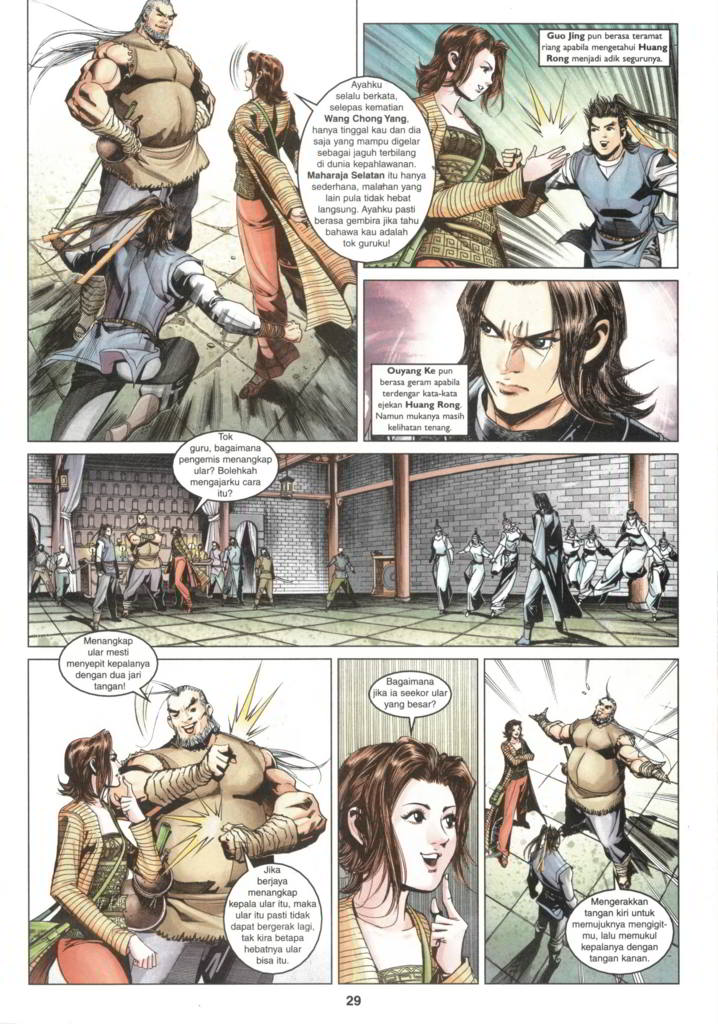 Ayahku
selalu berkata,
selepas kematian
Wang Chong Yang,
hanya tinggal kau dan dia
saja yang mampu digelar
sebagai jaguh terbilang
di dunia kepahlawanan.
Maharaja Selatan itu hanya
sederhana, malahan yang
lain pula tidak hebat
langsung. Ayahku pasti
berasa gembira jika tahu
bahawa kau adalah
tok guruku!
Guo Jing pun berasa teramat
riang apabila mengetahui Huang
Rong menjadi adik segurunya.
Ouyang Ke pun
berasa geram apabila
terdengar kata-kata
ejekan Huang Rong.
Namun mukanya masih
kelihatan tenang.
Tok
guru, bagaimana
pengemis menangkap
ular? Bolehkah
mengajarku cara
itu?
Menangkap
ular mesti
menyepit kepalanya
dengan dua jari
tangan!
Jika
berjaya
menangkap
kepala ular itu, maka
ular itu pasti tidak
dapat bergerak lagi,
tak kira betapa
hebatnya ular
bisa itu.
Bagaimana
jika ia seekor ular
yang besar?
Mengerakkan
tangan kiri untuk
memujuknya mengigit-
mu, lalu memukul
kepalanya dengan
tangan kanan.
29